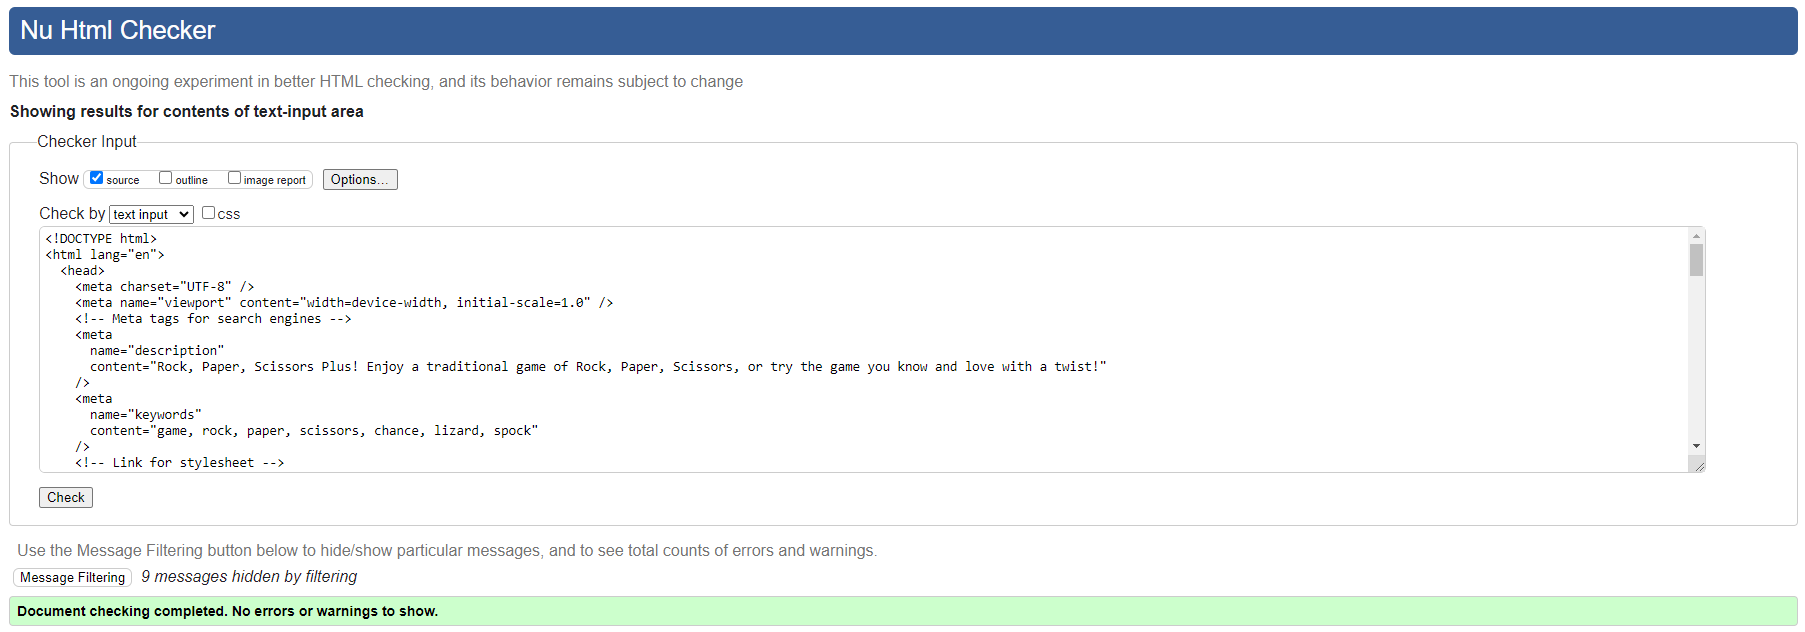 Nu Html Checker
This tool is an ongoing experiment in better HTML checking, and its behavior remains subject to change
Showing results for contents of text-input area
Checker Input
Show source outline image report Options...
Check by text input css
<!DOCTYPE html>
<html lang="en">
<head>
<meta charset="UTF-8" />
<meta name="viewport" content="width=device-width, initial-scale=1.0" />
<!-- Meta tags for search engines -->
<meta
name="description"
content="Rock, Paper, Scissors Plus! Enjoy a traditional game of Rock, Paper, Scissors, or try the game you know and love with a twist!"
/>
<meta
name="keywords"
content="game, rock, paper, scissors, chance, lizard, spock"
/>
<!-- Link for stylesheet -->
Check
Use the Message Filtering button below to hide/show particular messages, and to see total counts of errors and warnings.
Message Filtering 9 messages hidden by filtering
Document checking completed. No errors or warnings to show.